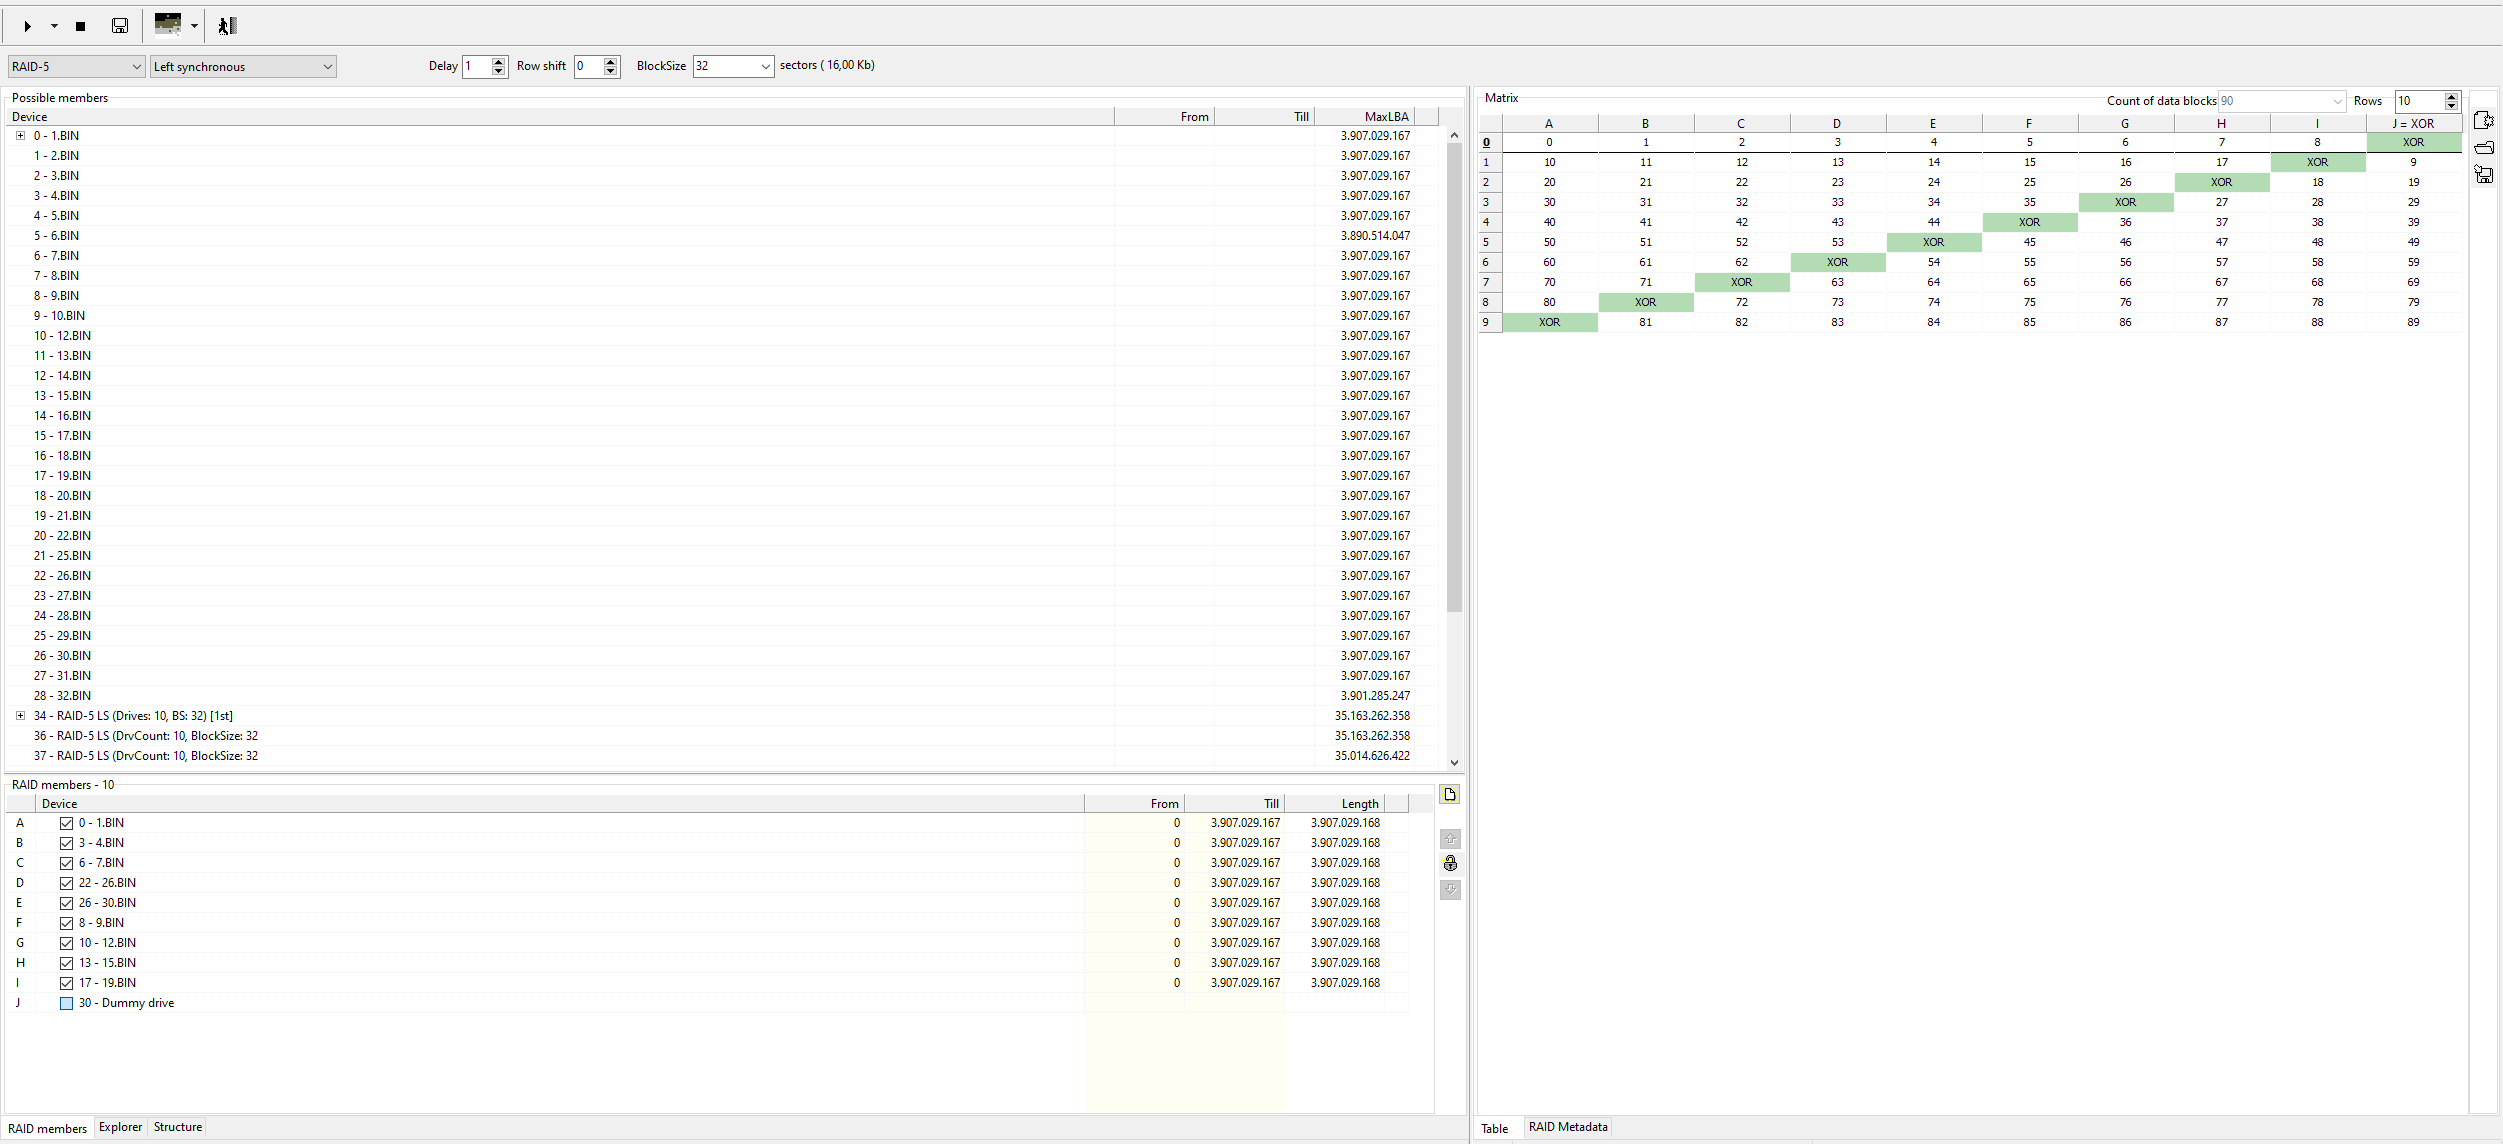 RAID-5 Left synchronous Delay 1 Row shift 0 BlockSize 32 sectors ( 16,00 Kb)
Possible members
Device From Till MaxLBA
0 - 1.BIN 3.907.029.167
1 - 2.BIN 3.907.029.167
2 - 3.BIN 3.907.029.167
3 - 4.BIN 3.907.029.167
4 - 5.BIN 3.907.029.167
5 - 6.BIN 3.890.514.047
6 - 7.BIN 3.907.029.167
7 - 8.BIN 3.907.029.167
8 - 9.BIN 3.907.029.167
9 - 10.BIN 3.907.029.167
10 - 12.BIN 3.907.029.167
11 - 13.BIN 3.907.029.167
12 - 14.BIN 3.907.029.167
13 - 15.BIN 3.907.029.167
14 - 16.BIN 3.907.029.167
15 - 17.BIN 3.907.029.167
16 - 18.BIN 3.907.029.167
17 - 19.BIN 3.907.029.167
18 - 20.BIN 3.907.029.167
19 - 21.BIN 3.907.029.167
20 - 22.BIN 3.907.029.167
21 - 25.BIN 3.907.029.167
22 - 26.BIN 3.907.029.167
23 - 27.BIN 3.907.029.167
24 - 28.BIN 3.907.029.167
25 - 29.BIN 3.907.029.167
26 - 30.BIN 3.907.029.167
27 - 31.BIN 3.907.029.167
28 - 32.BIN 3.901.285.247
34 - RAID-5 LS (Drives: 10, BS: 32) [1st] 35.163.262.358
36 - RAID-5 LS (DrvCount: 10, BlockSize: 32 35.163.262.358
37 - RAID-5 LS (DrvCount: 10, BlockSize: 32 35.014.626.422
RAID members - 10
Device From Till Length
A 0 - 1.BIN 0 3.907.029.167 3.907.029.168
B 3 - 4.BIN 0 3.907.029.167 3.907.029.168
C 6 - 7.BIN 0 3.907.029.167 3.907.029.168
D 22 - 26.BIN 0 3.907.029.167 3.907.029.168
E 26 - 30.BIN 0 3.907.029.167 3.907.029.168
F 8 - 9.BIN 0 3.907.029.167 3.907.029.168
G 10 - 12.BIN 0 3.907.029.167 3.907.029.168
H 13 - 15.BIN 0 3.907.029.167 3.907.029.168
I 17 - 19.BIN 0 3.907.029.167 3.907.029.168
J 30 - Dummy drive
RAID members Explorer Structure
Matrix Count of data blocks 90 Rows 10
A B C D E F G H I J = XOR
0 0 1 2 3 4 5 6 7 8 XOR
1 10 11 12 13 14 15 16 17 XOR 9
2 20 21 22 23 24 25 26 XOR 18 19
3 30 31 32 33 34 35 XOR 27 28 29
4 40 41 42 43 44 XOR 36 37 38 39
5 50 51 52 53 XOR 45 46 47 48 49
6 60 61 62 XOR 54 55 56 57 58 59
7 70 71 XOR 63 64 65 66 67 68 69
8 80 XOR 72 73 74 75 76 77 78 79
9 XOR 81 82 83 84 85 86 87 88 89
Table RAID Metadata